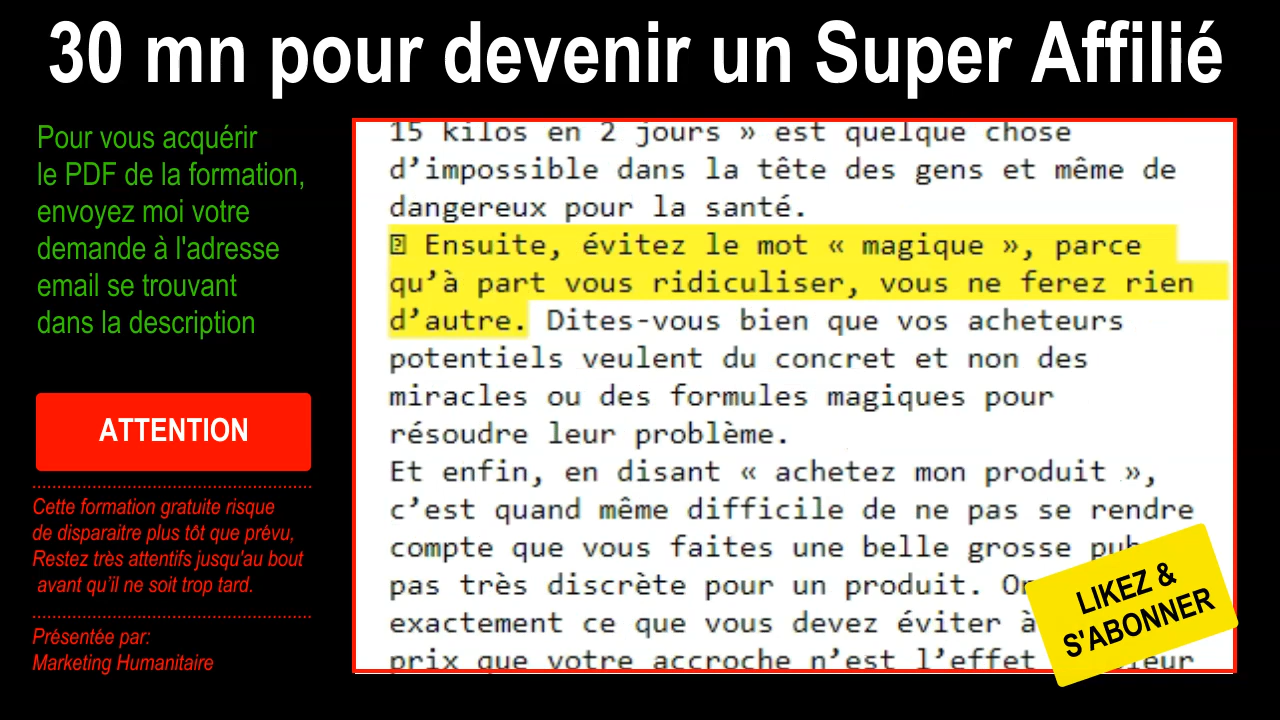 30 mn pour devenir un Super Affilié
Pour vous acquérir
le PDF de la formation,
envoyez moi votre
demande à l'adresse
email se trouvant
dans la description
ATTENTION
Cette formation gratuite risque
de disparaitre plus tôt que prévu,
Restez très attentifs jusqu'au bout
avant qu'il ne soit trop tard.
Présentée par:
Marketing Humanitaire
15 kilos en 2 jours » est quelque chose
d’impossible dans la tête des gens et même de
dangereux pour la santé.
Ensuite, évitez le mot « magique », parce
qu’à part vous ridiculiser, vous ne ferez rien
d’autre. Dites-vous bien que vos acheteurs
potentiels veulent du concret et non des
miracles ou des formules magiques pour
résoudre leur problème.
Et enfin, en disant « achetez mon produit »,
c’est quand même difficile de ne pas se rendre
compte que vous faites une belle grosse
pas très discrète pour un produit.
exactement ce que vous devez éviter à
prix que votre accroche n’est l’effet
LIKEZ &
S'ABONNER